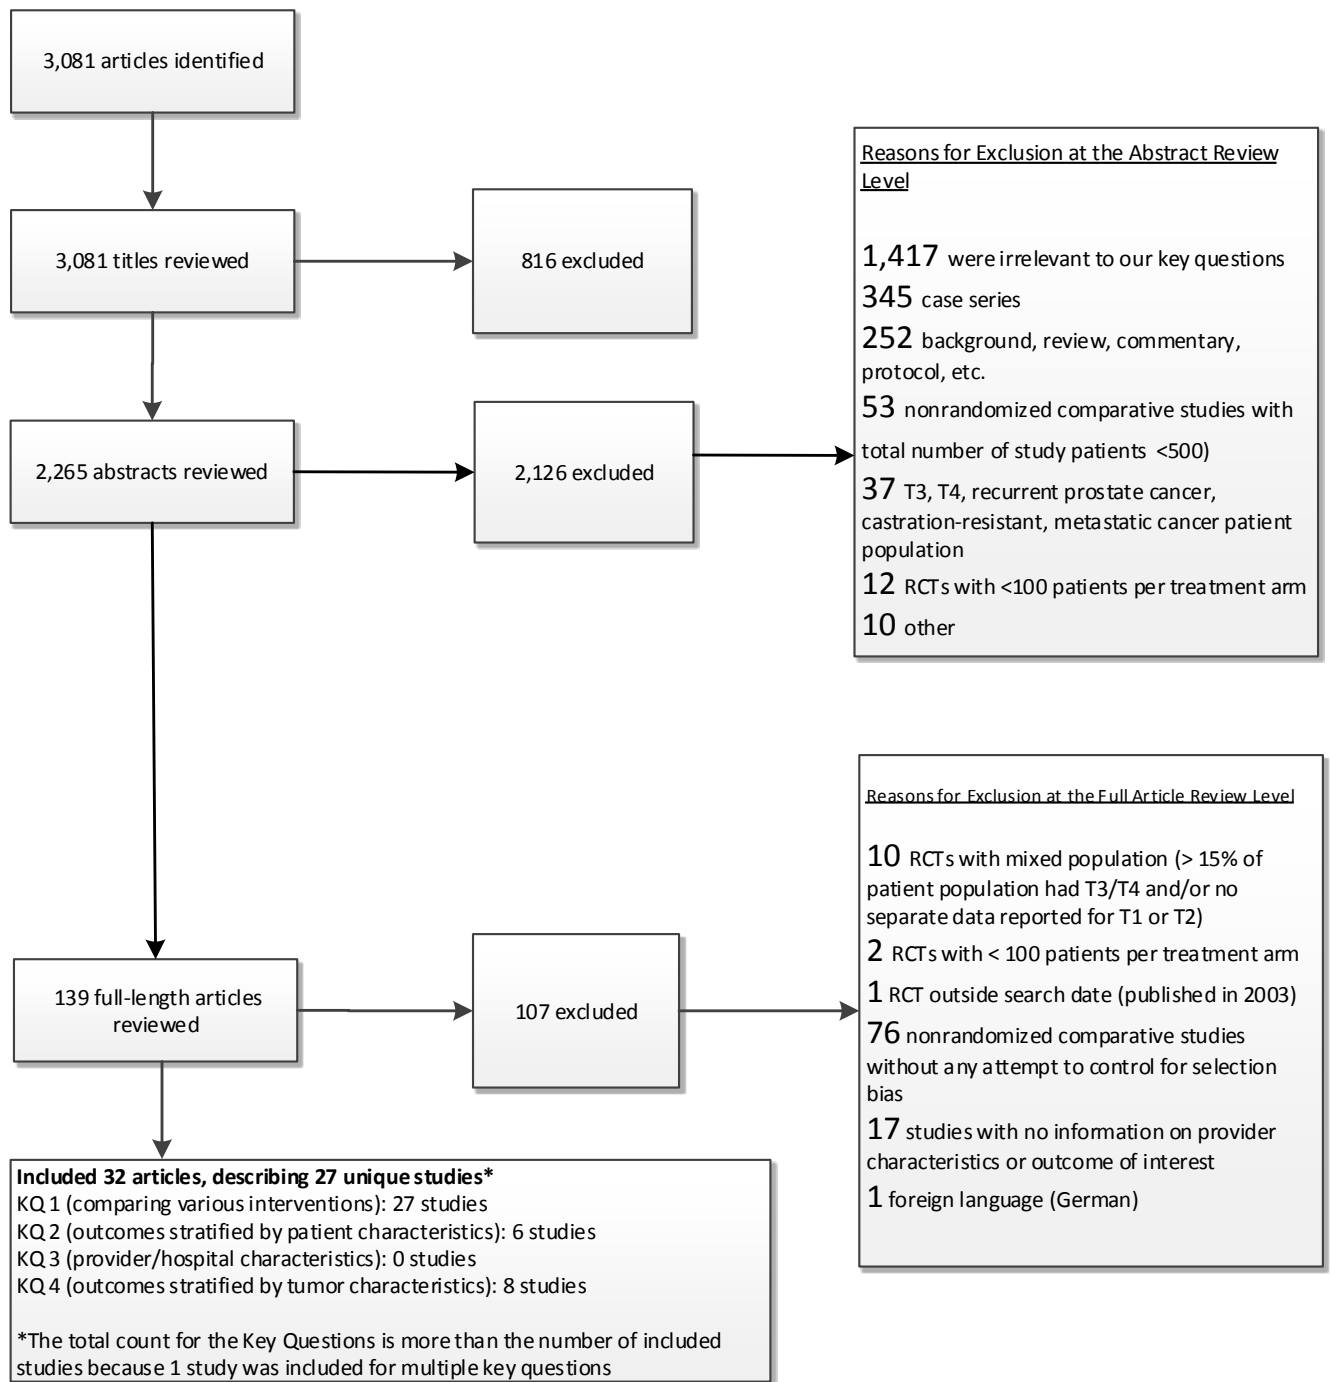 3,081 articles identified
3,081 titles reviewed
816 excluded
2,265 abstracts reviewed
2,126 excluded
Reasons for Exclusion at the Abstract Review
Level
1,417 were irrelevant to our key questions
345 case series
252 background, review, commentary,
protocol, etc.
53 nonrandomized comparative studies with
total number of study patients <500)
37 T3, T4, recurrent prostate cancer,
castration-resistant, metastatic cancer patient
population
12 RCTs with <100 patients per treatment arm
10 other
139 full-length articles
reviewed
107 excluded
Reasons for Exclusion at the Full Article Review Level
10 RCTs with mixed population (> 15% of
patient population had T3/T4 and/or no
separate data reported for T1 or T2)
2 RCTs with < 100 patients per treatment arm
1 RCT outside search date (published in 2003)
76 nonrandomized comparative studies
without any attempt to control for selection
bias
17 studies with no information on provider
characteristics or outcome of interest
1 foreign language (German)
Included 32 articles, describing 27 unique studies*
KQ 1 (comparing various interventions): 27 studies
KQ 2 (outcomes stratified by patient characteristics): 6 studies
KQ 3 (provider/hospital characteristics): 0 studies
KQ 4 (outcomes stratified by tumor characteristics): 8 studies
*The total count for the Key Questions is more than the number of included
studies because 1 study was included for multiple key questions